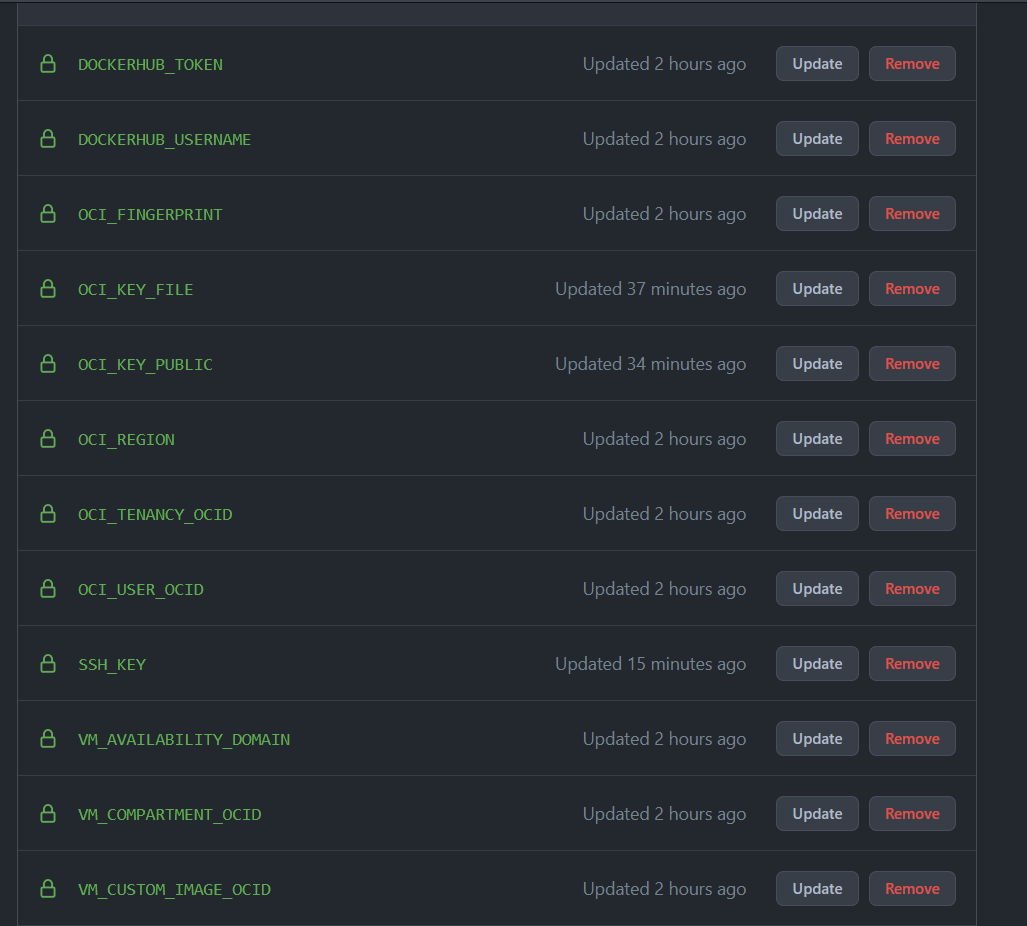 DOCKERHUB_TOKEN Updated 2 hours ago Update Remove
DOCKERHUB_USERNAME Updated 2 hours ago Update Remove
OCI_FINGERPRINT Updated 2 hours ago Update Remove
OCI_KEY_FILE Updated 37 minutes ago Update Remove
OCI_KEY_PUBLIC Updated 34 minutes ago Update Remove
OCI_REGION Updated 2 hours ago Update Remove
OCI_TENANCY_OCID Updated 2 hours ago Update Remove
OCI_USER_OCID Updated 2 hours ago Update Remove
SSH_KEY Updated 15 minutes ago Update Remove
VM_AVAILABILITY_DOMAIN Updated 2 hours ago Update Remove
VM_COMPARTMENT_OCID Updated 2 hours ago Update Remove
VM_CUSTOM_IMAGE_OCID Updated 2 hours ago Update Remove